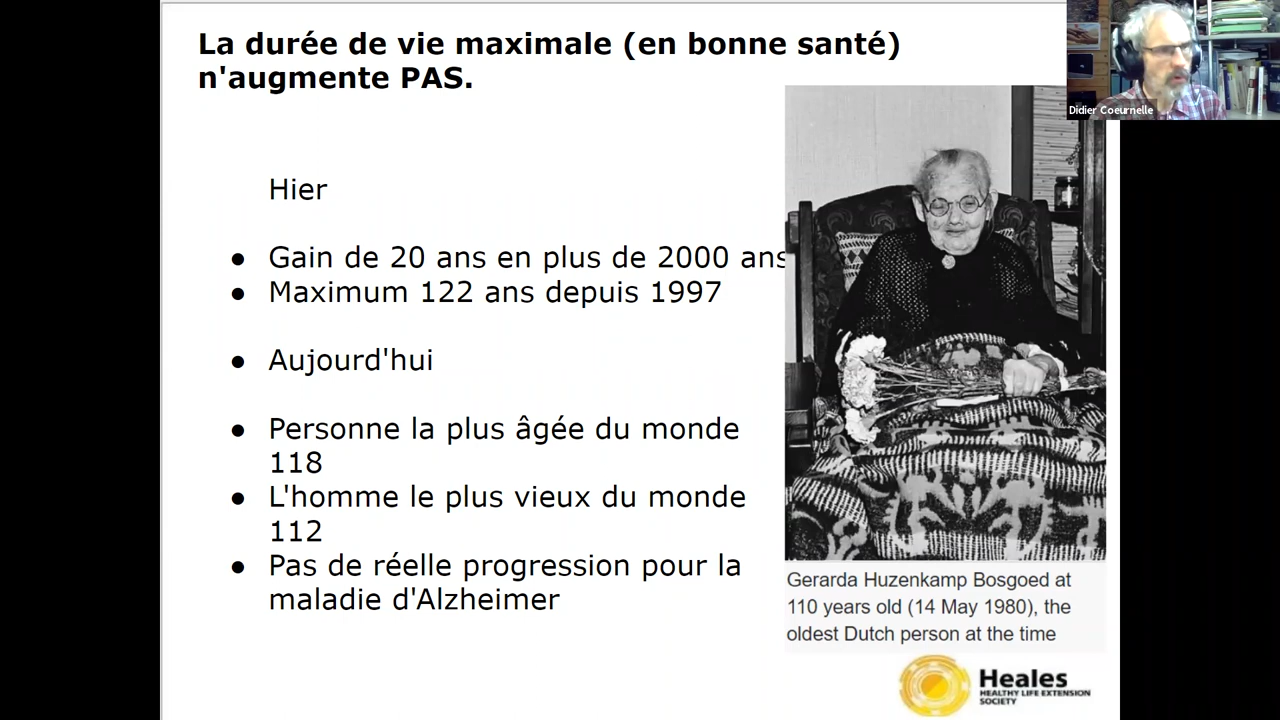 La durée de vie maximale (en bonne santé)
n'augmente PAS.
Didier Coeurnelle
Hier
● Gain de 20 ans en plus de 2000 ans
● Maximum 122 ans depuis 1997
● Aujourd'hui
● Personne la plus âgée du monde
118
● L'homme le plus vieux du monde
112
● Pas de réelle progression pour la
maladie d'Alzheimer
Gerarda Huzenkamp Bosgoed at
110 years old (14 May 1980), the
oldest Dutch person at the time
Heales
HEALTHY LIFE EXTENSION
SOCIETY